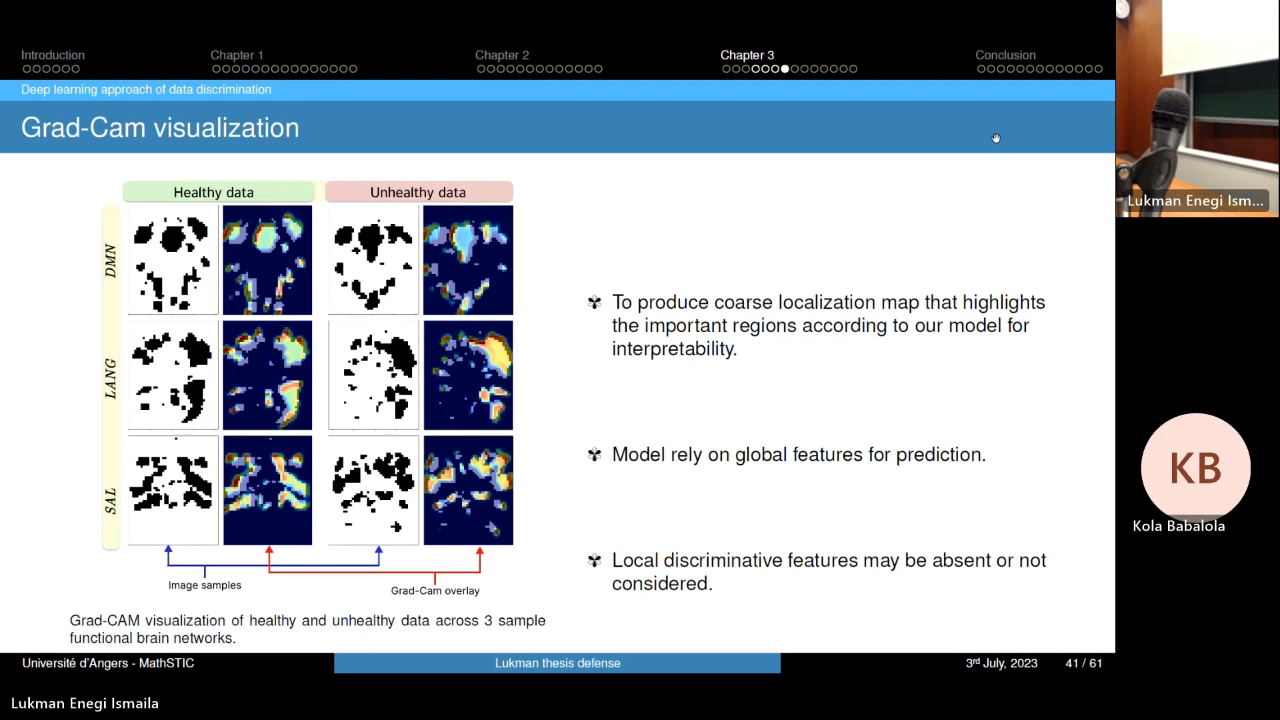 Introduction
Chapter 1
Chapter 2
Chapter 3
Conclusion
Deep learning approach of data discrimination
Grad-Cam visualization
Healthy data
Unhealthy data
DMN
LANG
SAL
Image samples
Grad-Cam overlay
Grad-CAM visualization of healthy and unhealthy data across 3 sample
functional brain networks.
To produce coarse localization map that highlights
the important regions according to our model for
interpretability.
Model rely on global features for prediction.
Local discriminative features may be absent or not
considered.
Université d'Angers - MathSTIC
Lukman thesis defense
3rd July, 2023
41 / 61
Lukman Enegi Ism...
KB
Kola Babalola
Lukman Enegi Ismaila